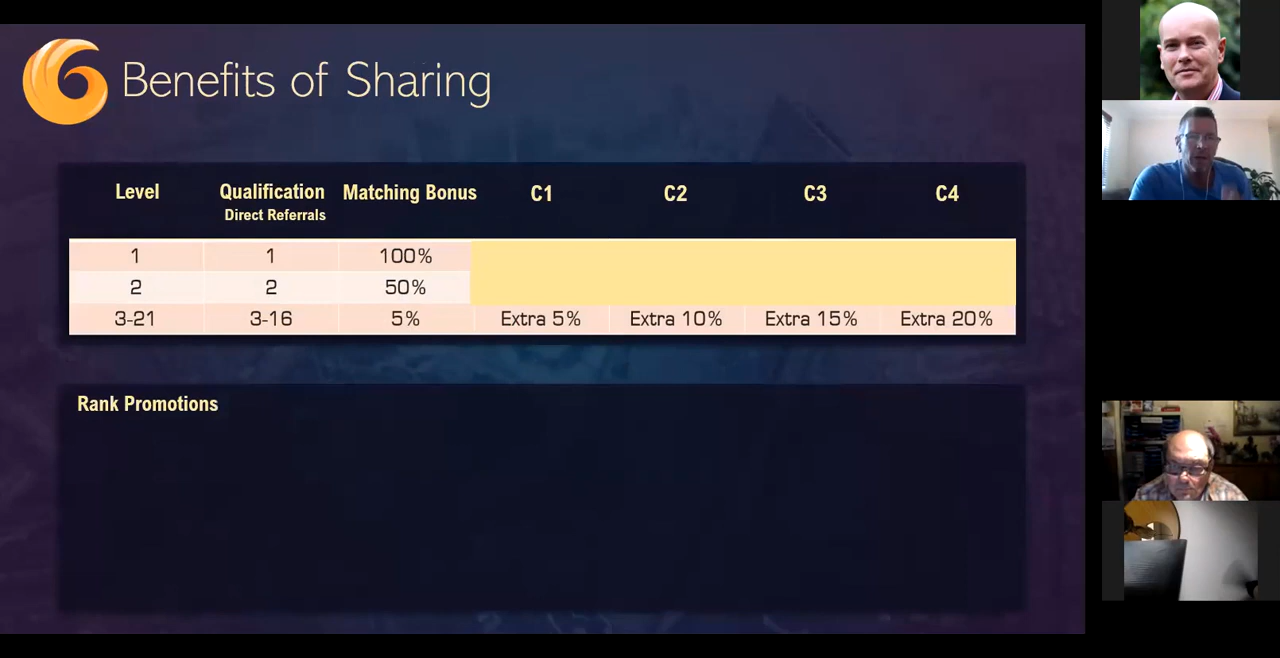 Benefits of Sharing
Level Qualification Matching Bonus C1 C2 C3 C4
Direct Referrals
1 1 100%
2 2 50%
3-21 3-16 5% Extra 5% Extra 10% Extra 15% Extra 20%
Rank Promotions